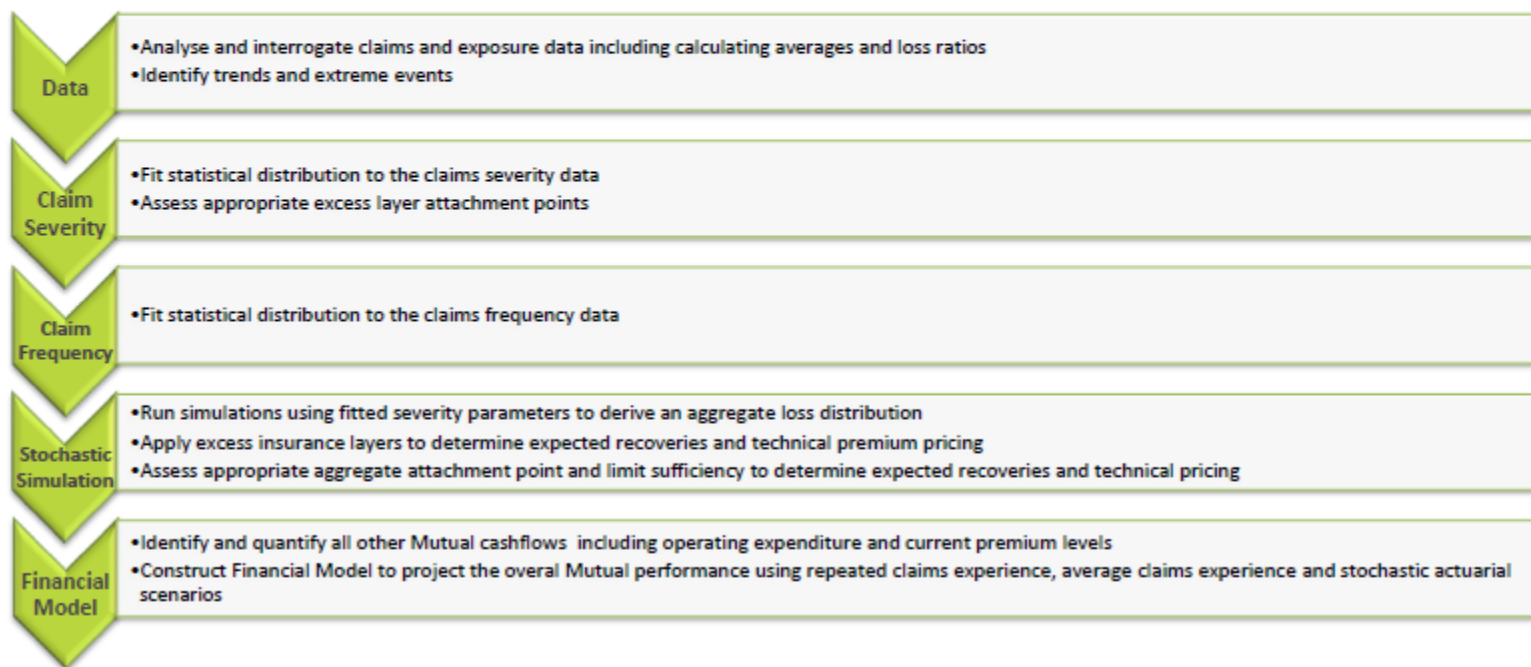 Data
•Analyse and interrogate claims and exposure data including calculating averages and loss ratios
•Identify trends and extreme events
Claim
Severity
•Fit statistical distribution to the claims severity data
•Assess appropriate excess layer attachment points
Claim
Frequency
•Fit statistical distribution to the claims frequency data
Stochastic
Simulation
•Run simulations using fitted severity parameters to derive an aggregate loss distribution
•Apply excess insurance layers to determine expected recoveries and technical premium pricing
•Assess appropriate aggregate attachment point and limit sufficiency to determine expected recoveries and technical pricing
Financial
Model
•Identify and quantify all other Mutual cashflows including operating expenditure and current premium levels
•Construct Financial Model to project the overal Mutual performance using repeated claims experience, average claims experience and stochastic actuarial
scenarios